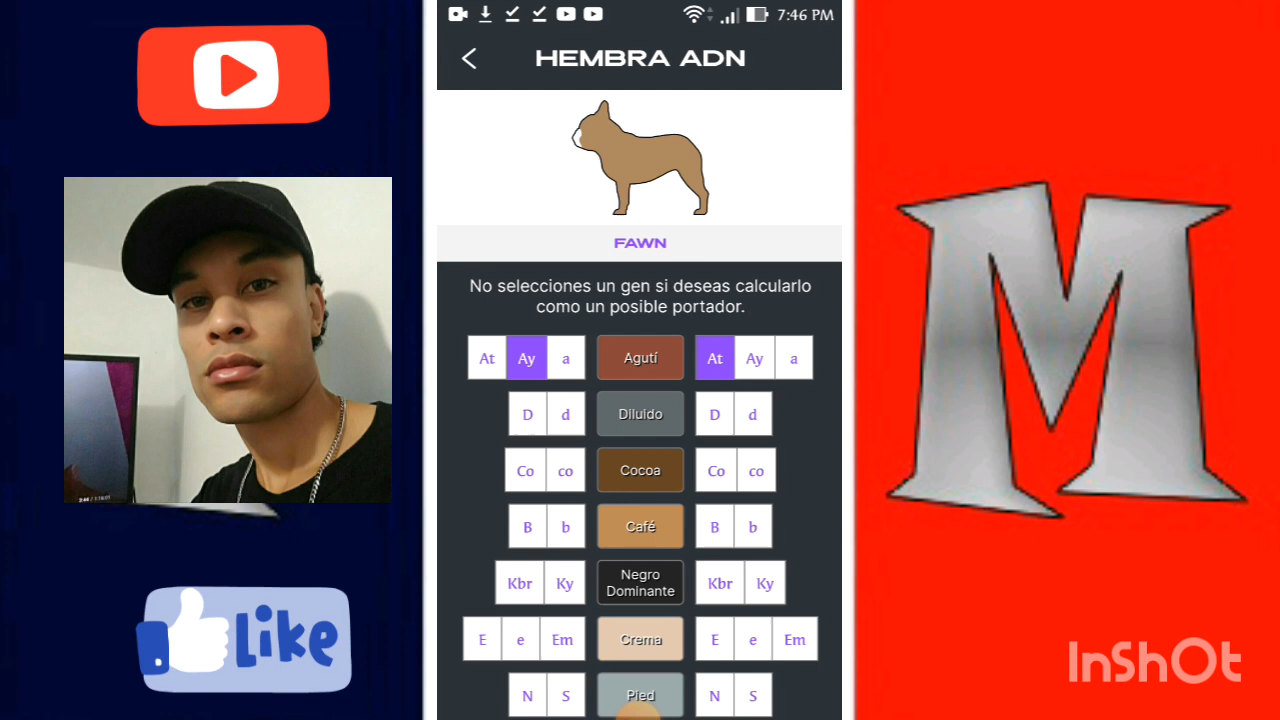 7:46 PM
HEMBRA ADN
FAWN
No selecciones un gen si deseas calcularlo
como un posible portador.
At Ay a Agutí At Ay a
D d Diluido D d
Co co Cocoa Co co
B b Café B b
Kbr Ky Negro Dominante Kbr Ky
E e Em Crema E e Em
N S Pied N S
Like
M
InShOt